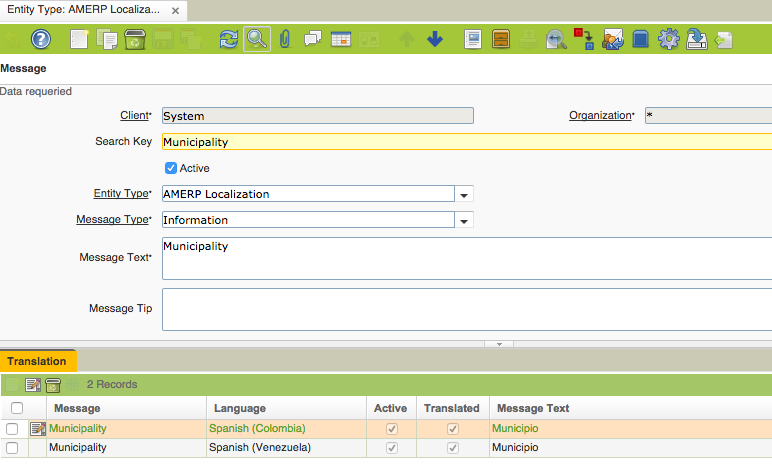 Entity Type: AMERP Localiza... ×
Message
Data requeried
Client* System Organization* *
Search Key Municipality
Active
Entity Type* AMERP Localization
Message Type* Information
Message Text* Municipality
Message Tip
Translation
2 Records
Message Language Active Translated Message Text
Municipality Spanish (Colombia) Municipio
Municipality Spanish (Venezuela) Municipio